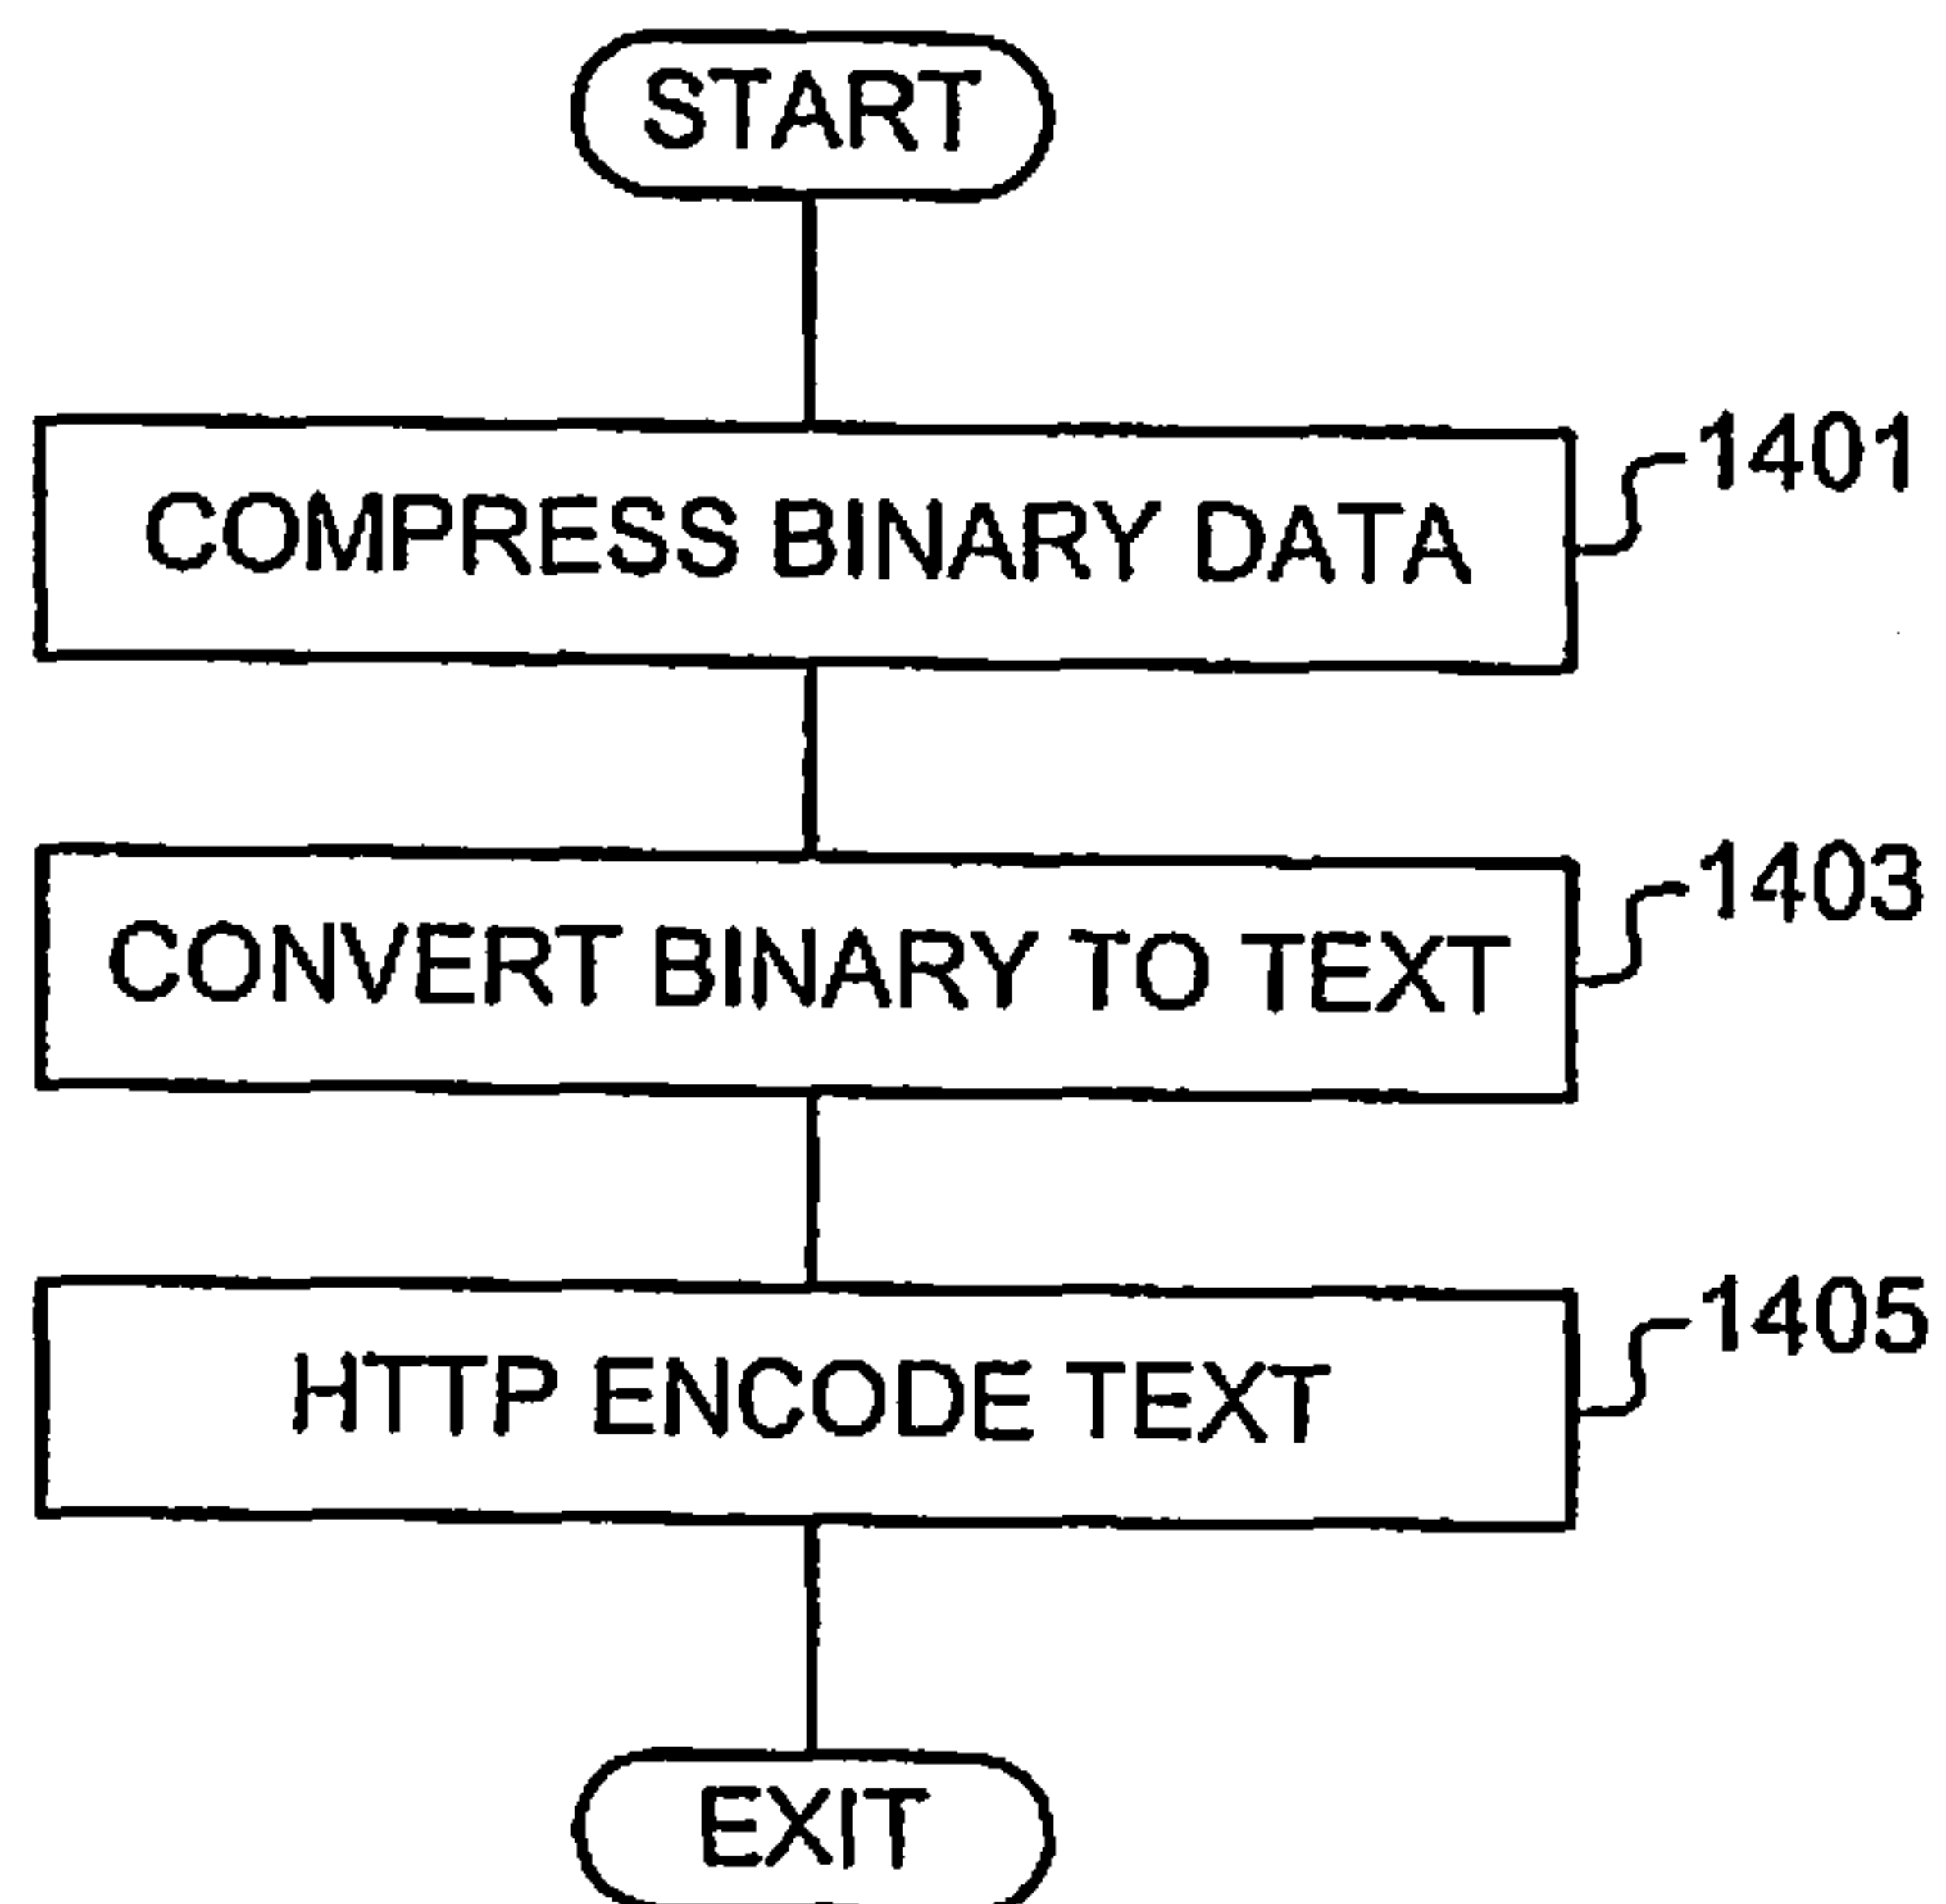 START
1401
COMPRESS BINARY DATA
1403
CONVERT BINARY TO TEXT
1405
HTTP ENCODE TEXT
EXIT